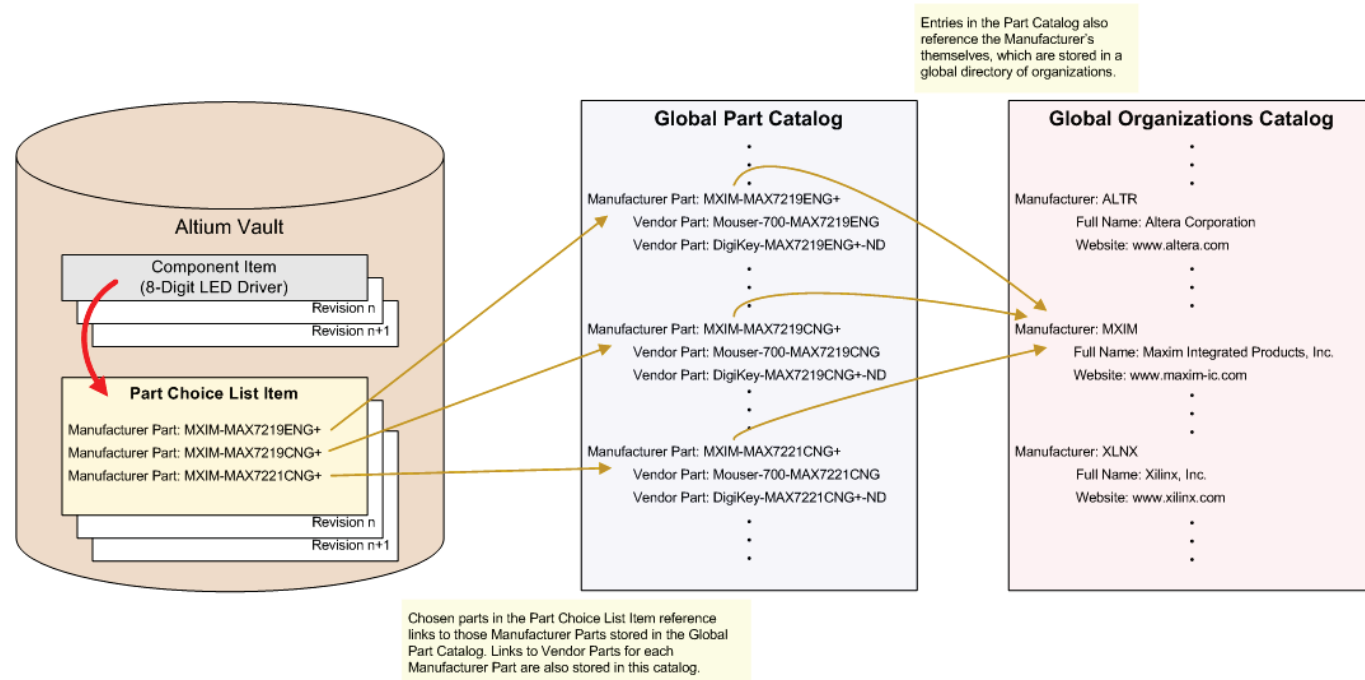 Entries in the Part Catalog also
reference the Manufacturer's
themselves, which are stored in a
global directory of organizations.
Altium Vault
Component Item
(8-Digit LED Driver)
Revision n
Revision n+1
Part Choice List Item
Manufacturer Part: MXIM-MAX7219ENG+
Manufacturer Part: MXIM-MAX7219CNG+
Manufacturer Part: MXIM-MAX7221CNG+
Revision n
Revision n+1
Global Part Catalog
Manufacturer Part: MXIM-MAX7219ENG+
Vendor Part: Mouser-700-MAX7219ENG
Vendor Part: DigiKey-MAX7219ENG+-ND
Manufacturer Part: MXIM-MAX7219CNG+
Vendor Part: Mouser-700-MAX7219CNG
Vendor Part: DigiKey-MAX7219CNG+-ND
Manufacturer Part: MXIM-MAX7221CNG+
Vendor Part: Mouser-700-MAX7221CNG
Vendor Part: DigiKey-MAX7221CNG+-ND
Global Organizations Catalog
Manufacturer: ALTR
Full Name: Altera Corporation
Website: www.altera.com
Manufacturer: MXIM
Full Name: Maxim Integrated Products, Inc.
Website: www.maxim-ic.com
Manufacturer: XLNX
Full Name: Xilinx, Inc.
Website: www.xilinx.com
Chosen parts in the Part Choice List Item reference
links to those Manufacturer Parts stored in the Global
Part Catalog. Links to Vendor Parts for each
Manufacturer Part are also stored in this catalog.